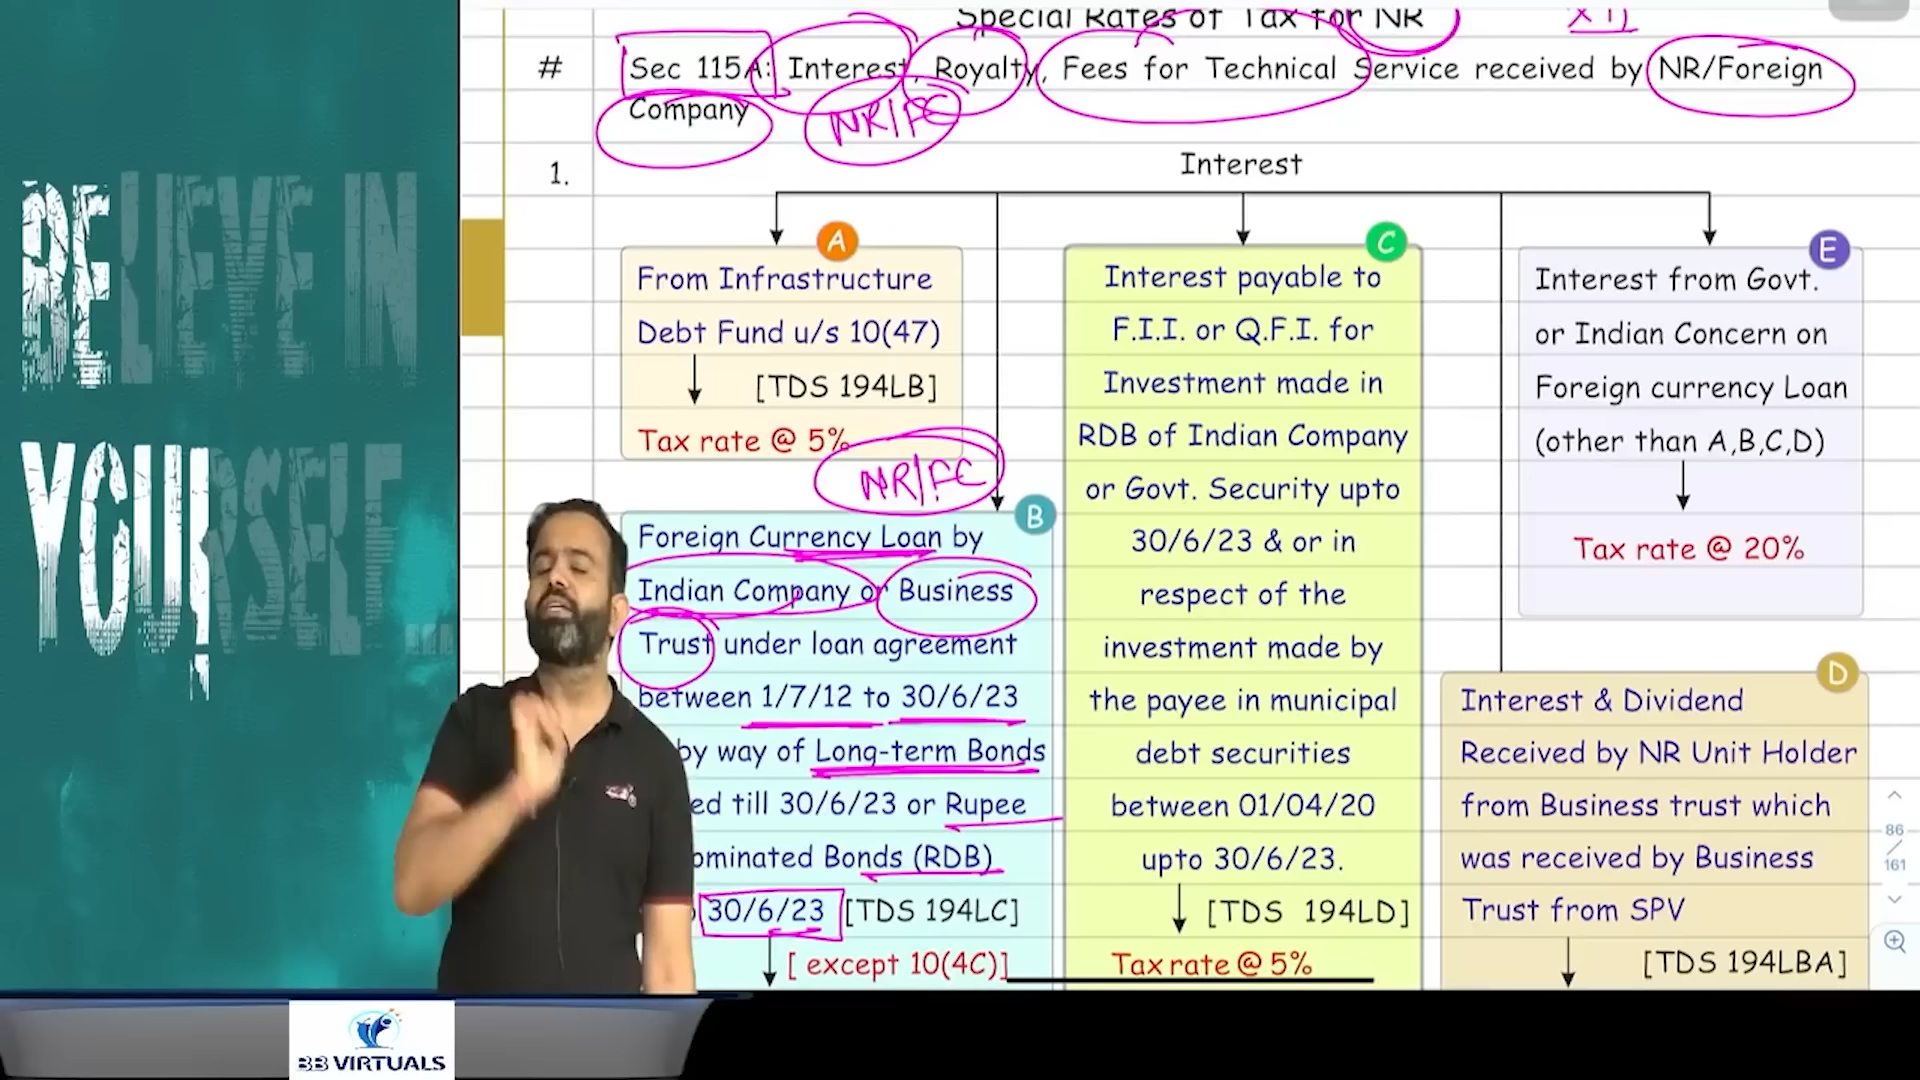 BELIEVE IN
YOURSELF...
Special Rates of Tax for NR
X 1)
# Sec 115A: Interest, Royalty, Fees for Technical Service received by NR/Foreign
Company
NR/FC
1.
Interest
A
From Infrastructure
Debt Fund u/s 10(47)
[TDS 194LB]
Tax rate @ 5%
NR/FC
B
Foreign Currency Loan by
Indian Company or Business
Trust under loan agreement
between 1/7/12 to 30/6/23
by way of Long-term Bonds
ed till 30/6/23 or Rupee
ominated Bonds (RDB)
30/6/23 [TDS 194LC]
[ except 10(4C)]
C
Interest payable to
F.I.I. or Q.F.I. for
Investment made in
RDB of Indian Company
or Govt. Security upto
30/6/23 & or in
respect of the
investment made by
the payee in municipal
debt securities
between 01/04/20
upto 30/6/23.
[TDS 194LD]
Tax rate @ 5%
E
Interest from Govt.
or Indian Concern on
Foreign currency Loan
(other than A,B,C,D)
Tax rate @ 20%
D
Interest & Dividend
Received by NR Unit Holder
from Business trust which
was received by Business
Trust from SPV
[TDS 194LBA]
86
/
161
BB VIRTUALS